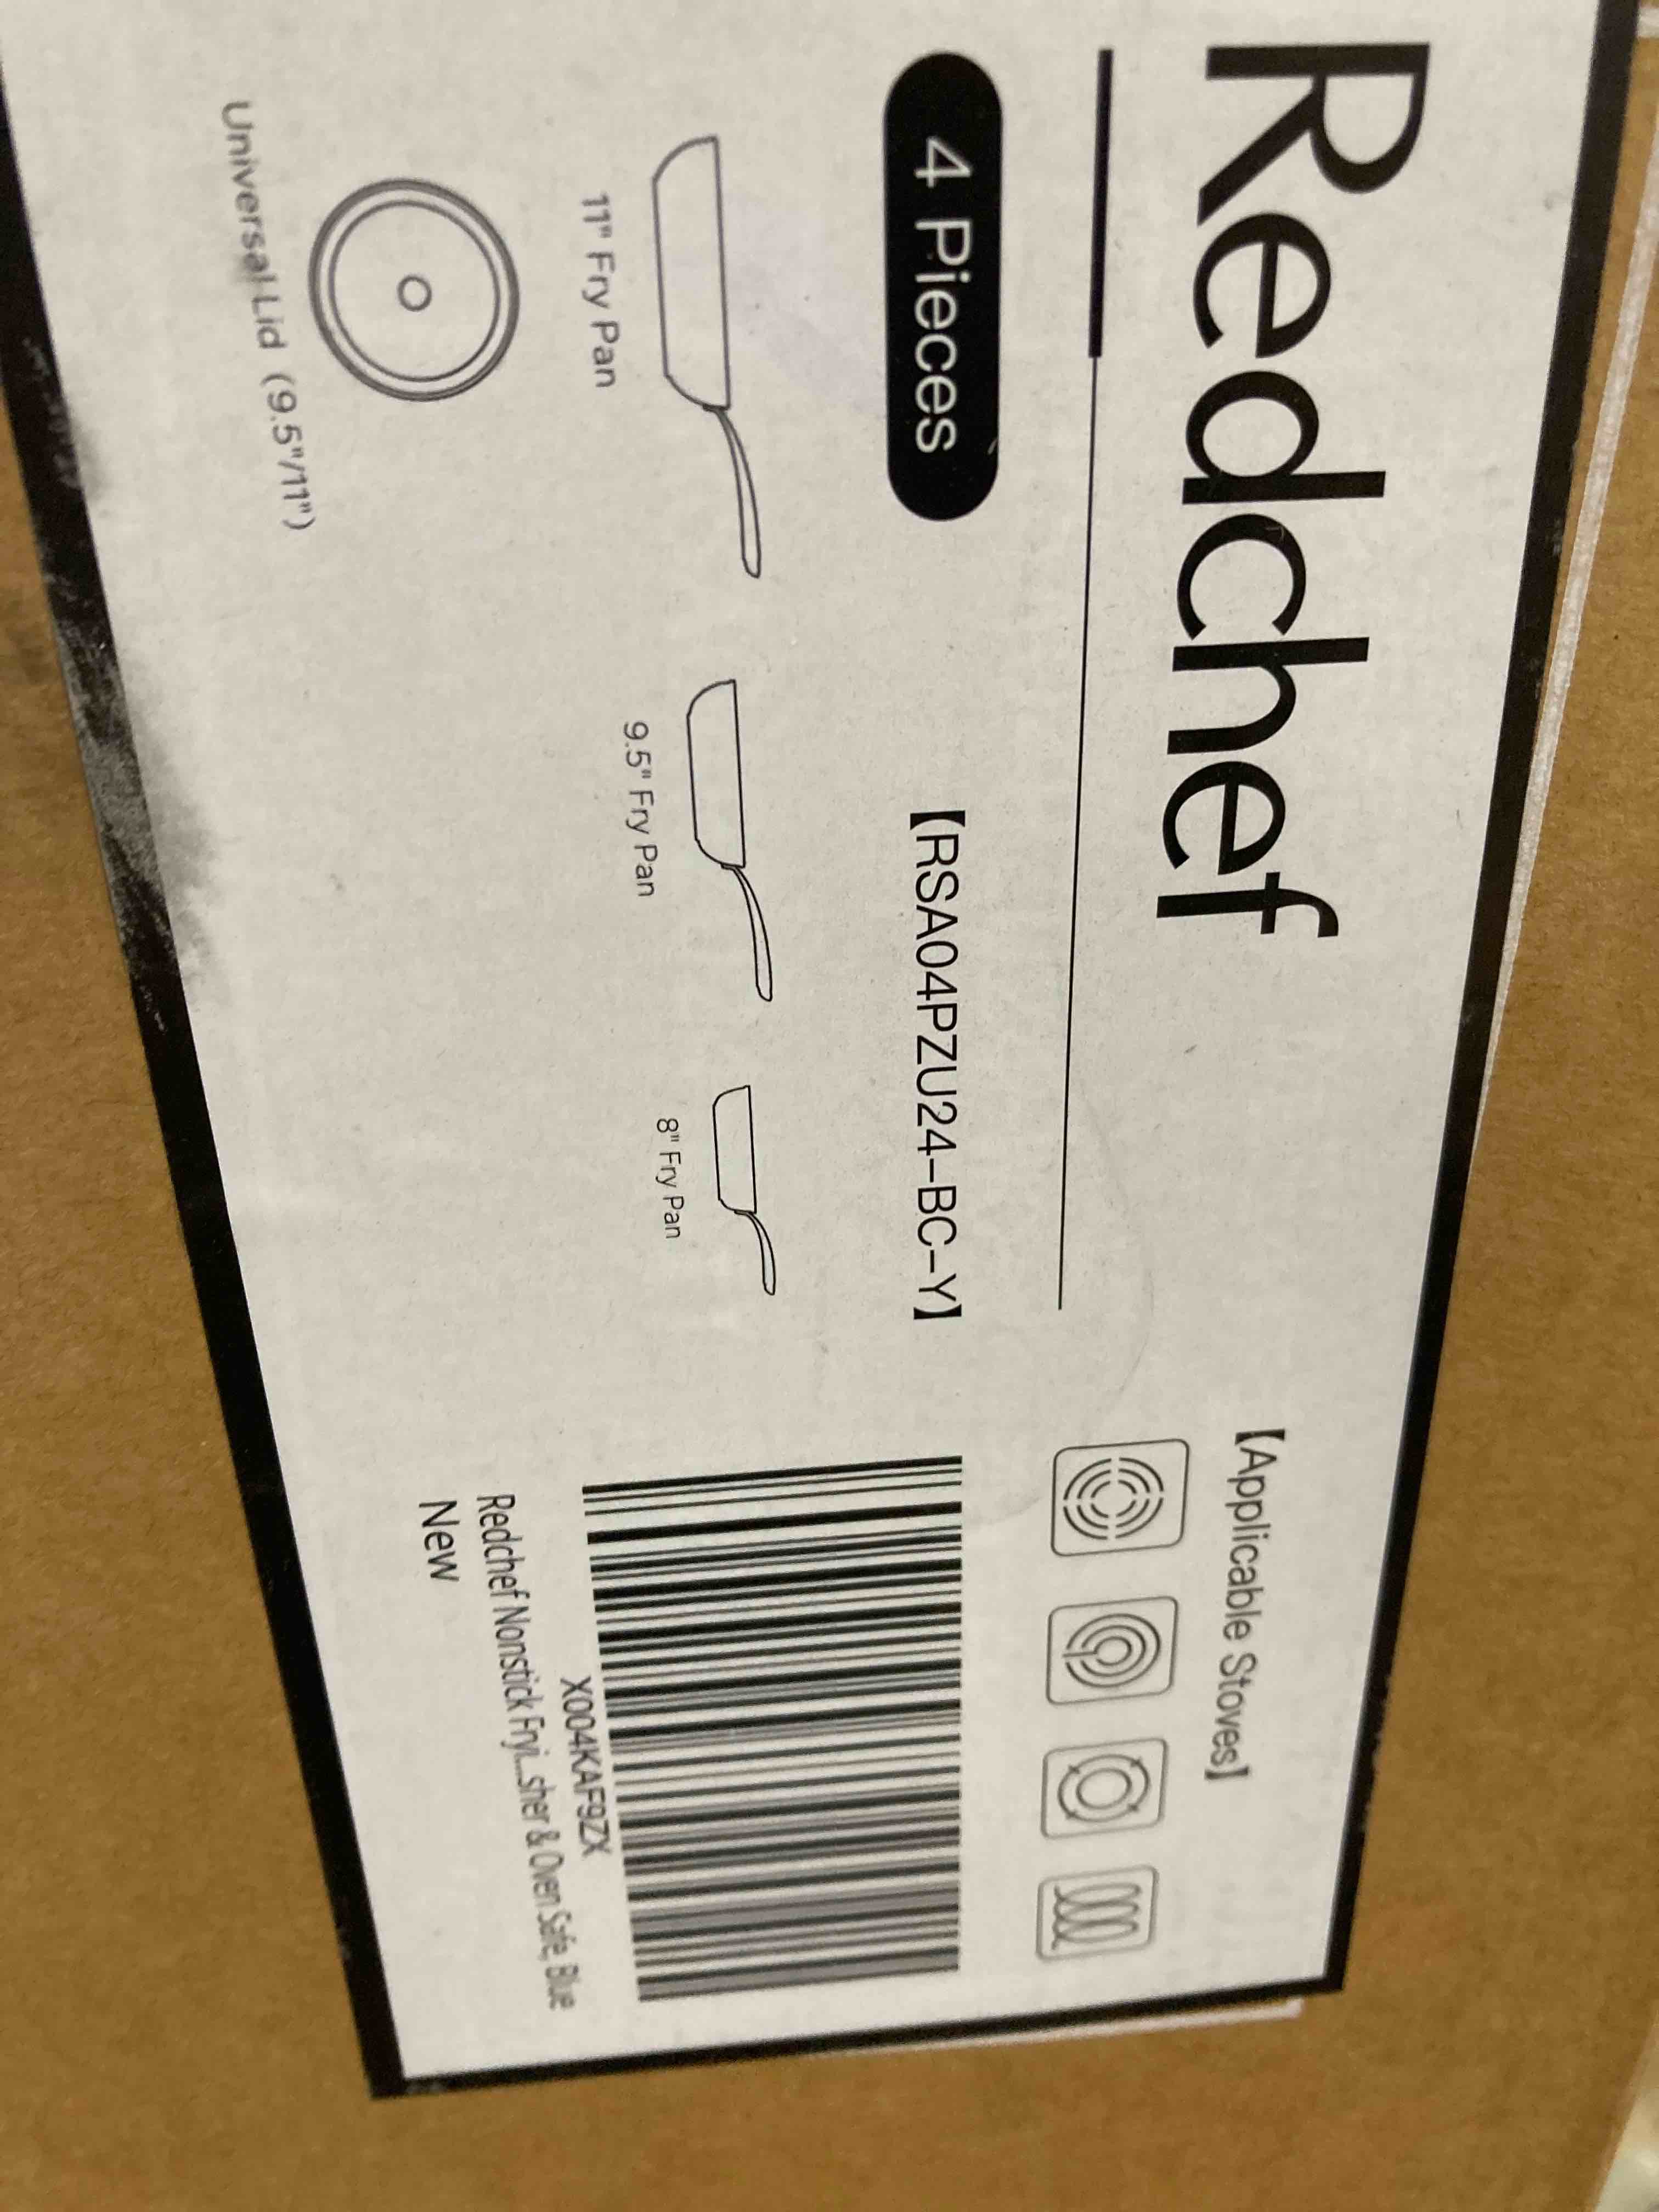 Redchef
【Applicable Stoves】
4 Pieces
【RSA04PZU24-BC-Y】
11" Fry Pan
9.5" Fry Pan
8" Fry Pan
Universal Lid (9.5"/11")
X004KAF9ZX
Redchef Nonstick Fryi...sher & Oven Safe, Blue
New